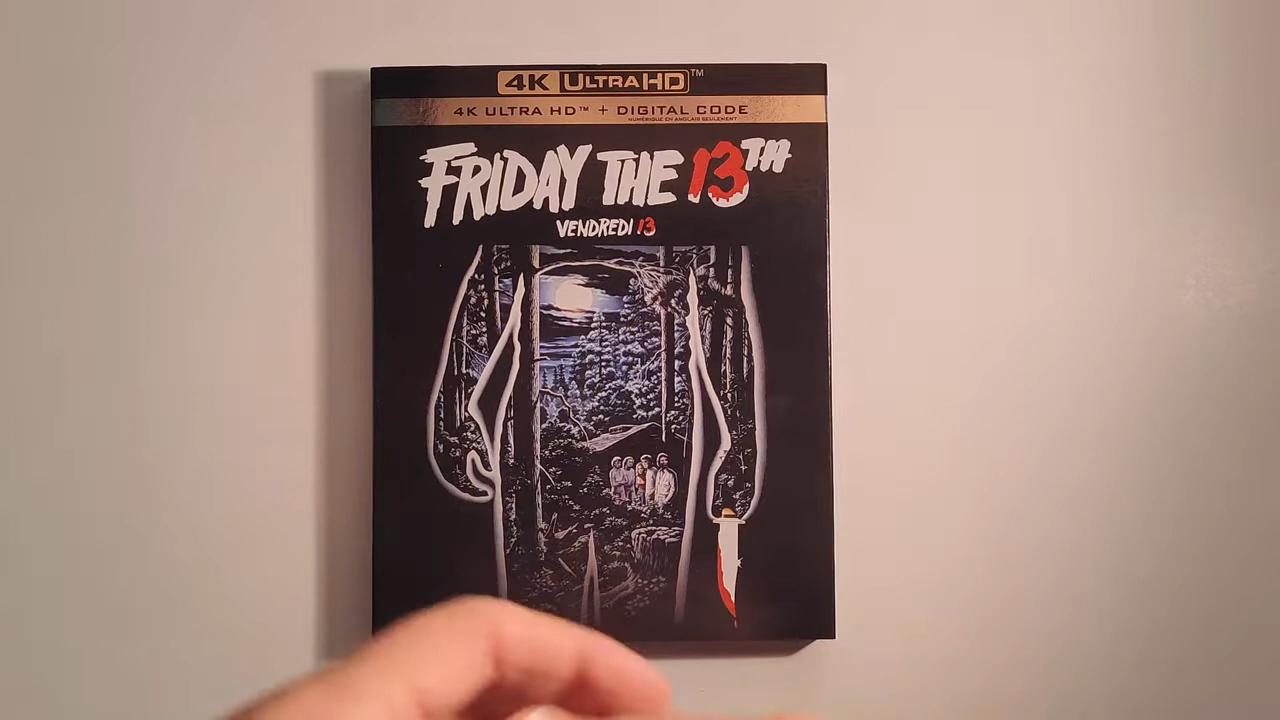 4K ULTRA HD™
4K ULTRA HD™ + DIGITAL CODE
NUMÉRIQUE EN ANGLAIS SEULEMENT
FRIDAY THE 13TH
VENDREDI 13